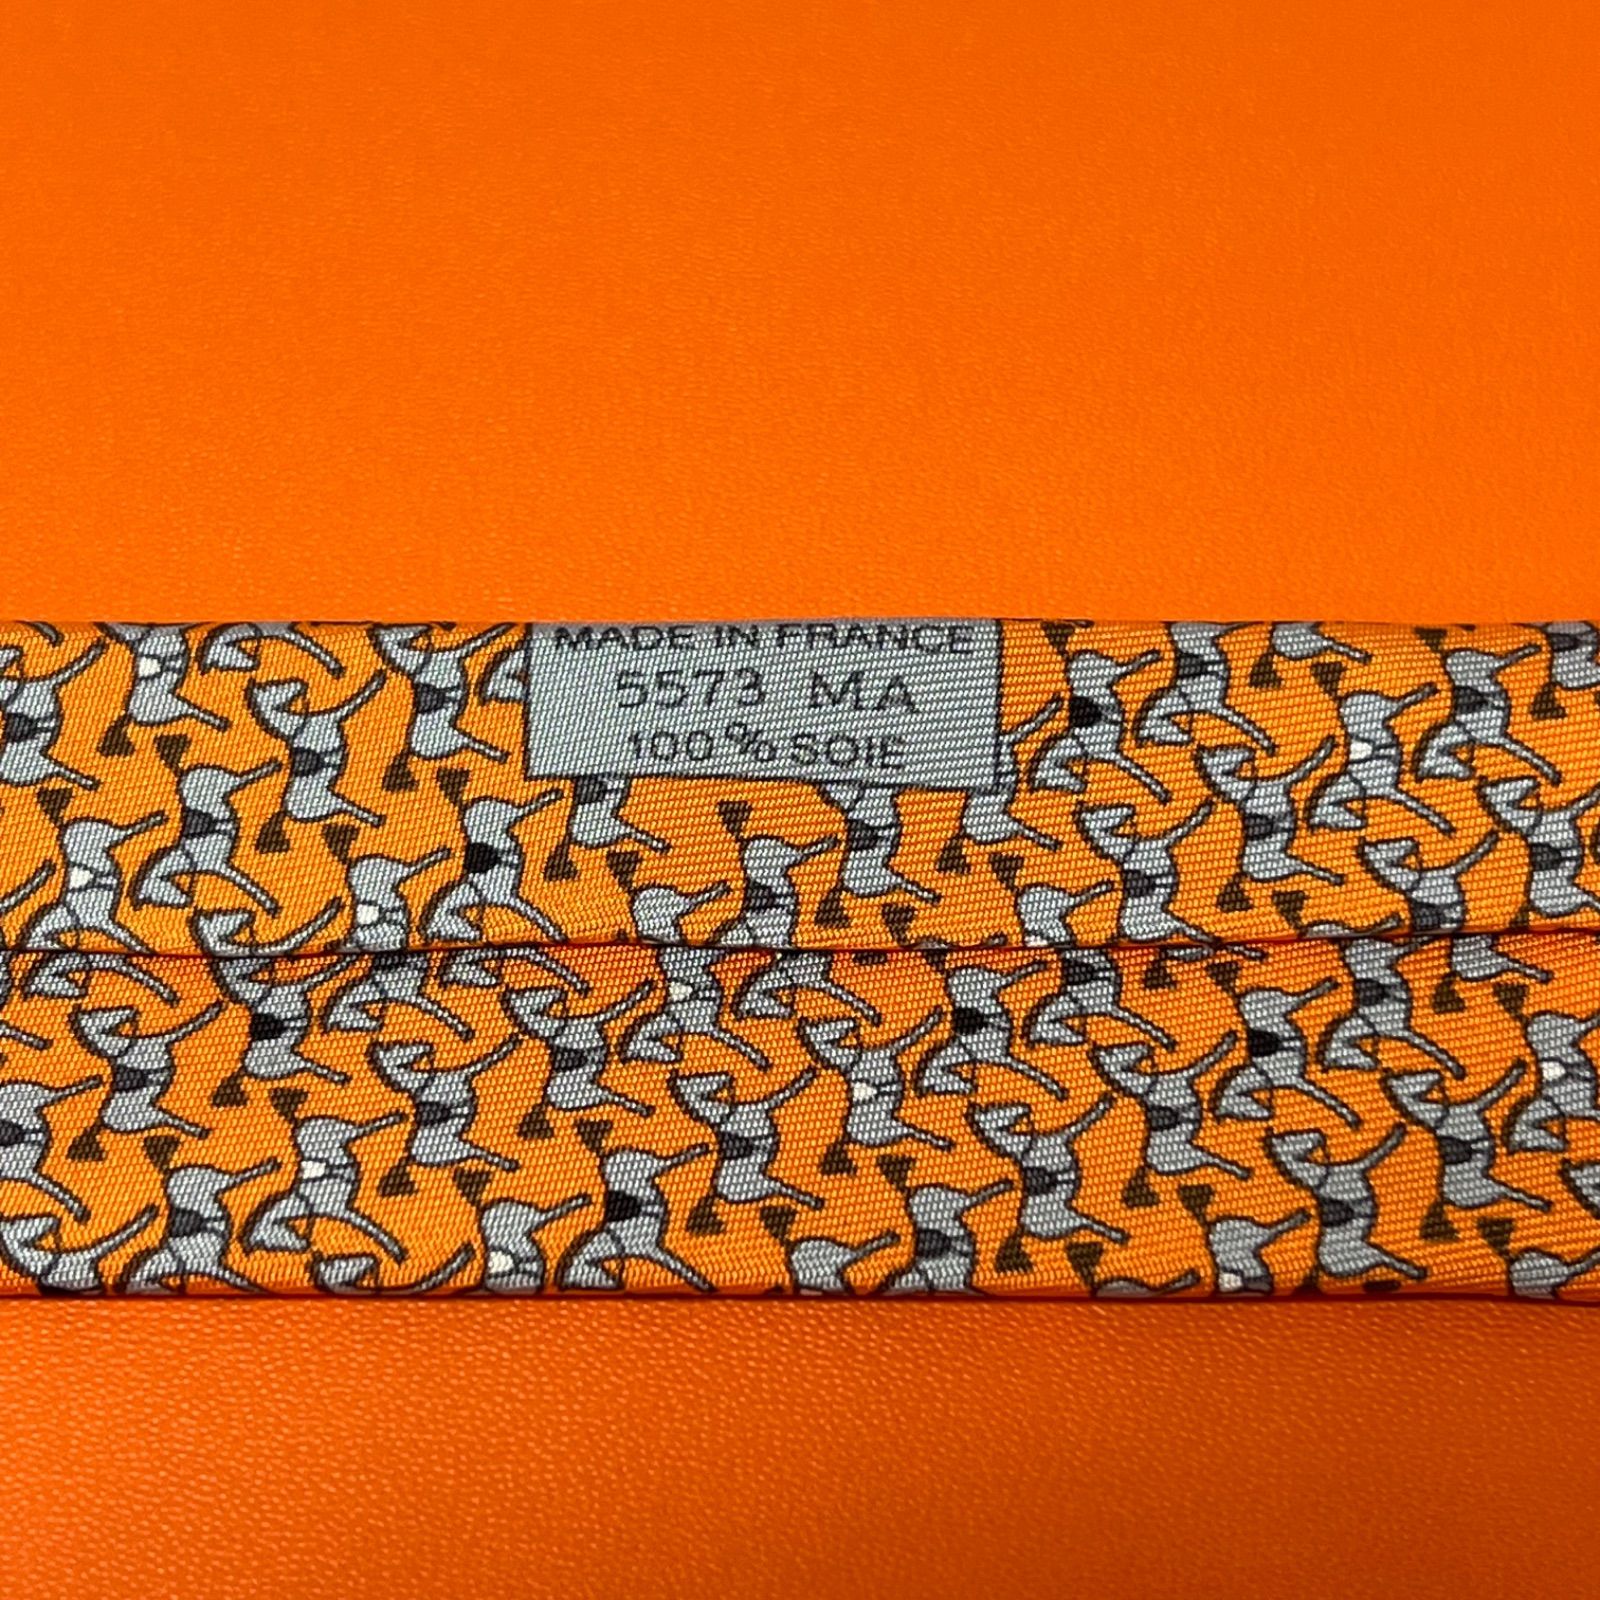 MADE IN FRANCE
5573 MA
100% SOIE